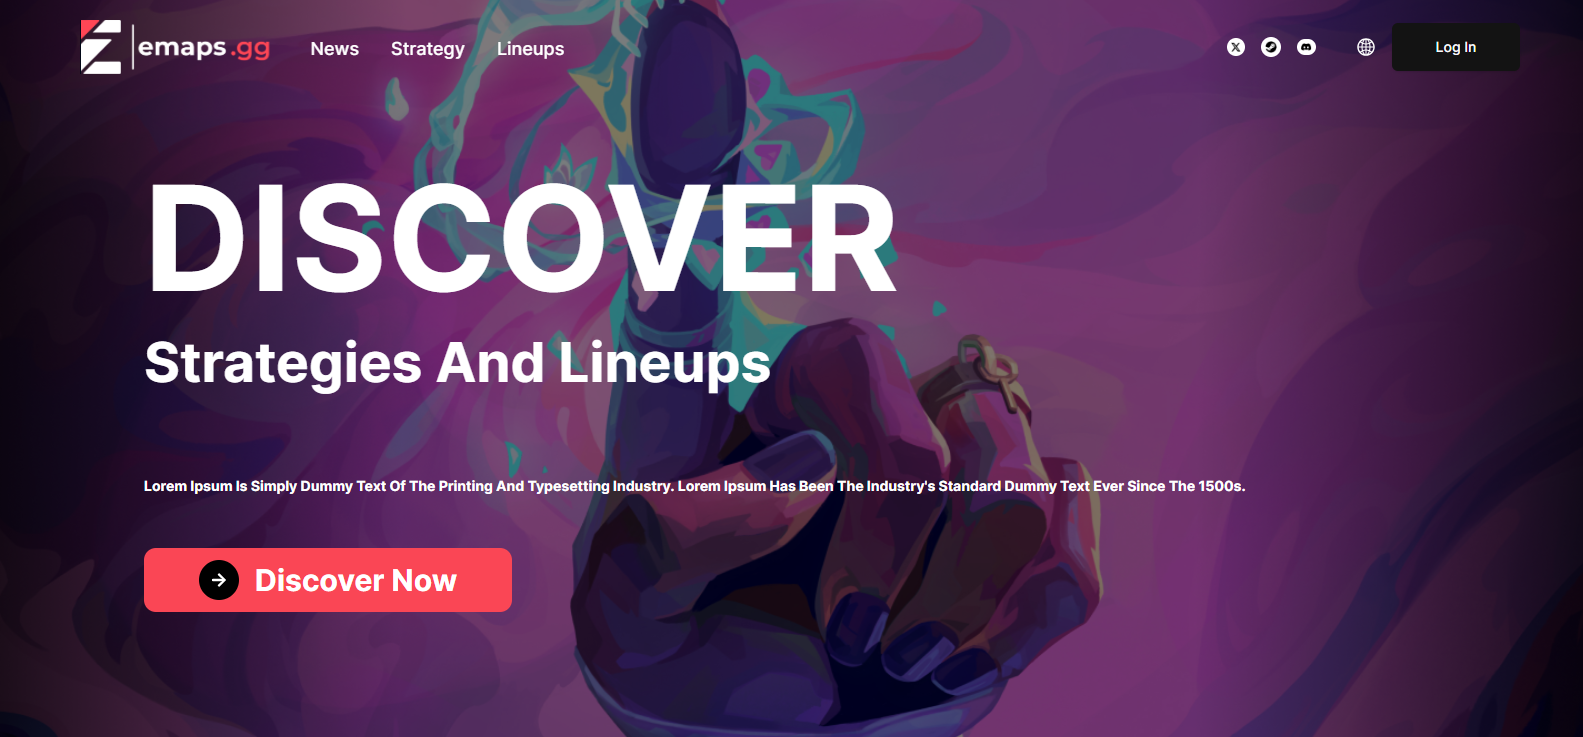 emaps.gg
News
Strategy
Lineups
Log In
DISCOVER
Strategies And Lineups
Lorem Ipsum Is Simply Dummy Text Of The Printing And Typesetting Industry. Lorem Ipsum Has Been The Industry's Standard Dummy Text Ever Since The 1500s.
Discover Now